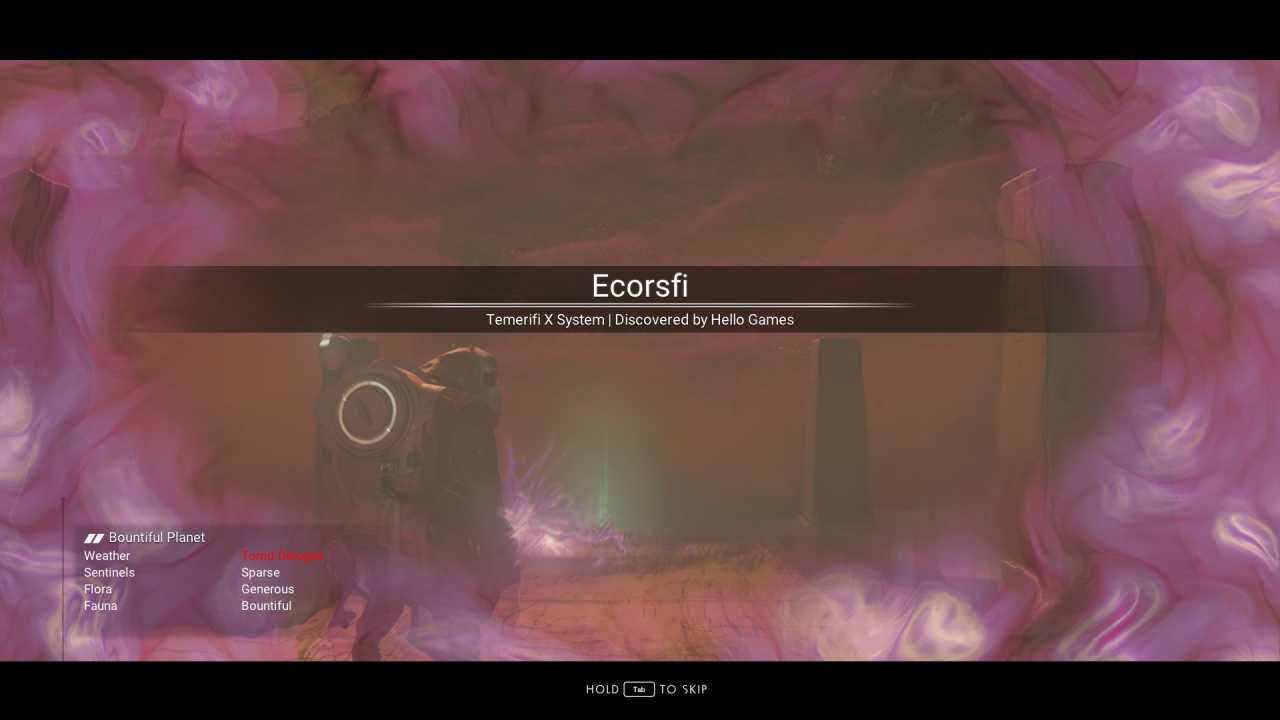 Ecorsfi
Temerifi X System | Discovered by Hello Games
Bountiful Planet
Weather
Sentinels Sparse
Flora Generous
Fauna Bountiful
HOLD Tab TO SKIP